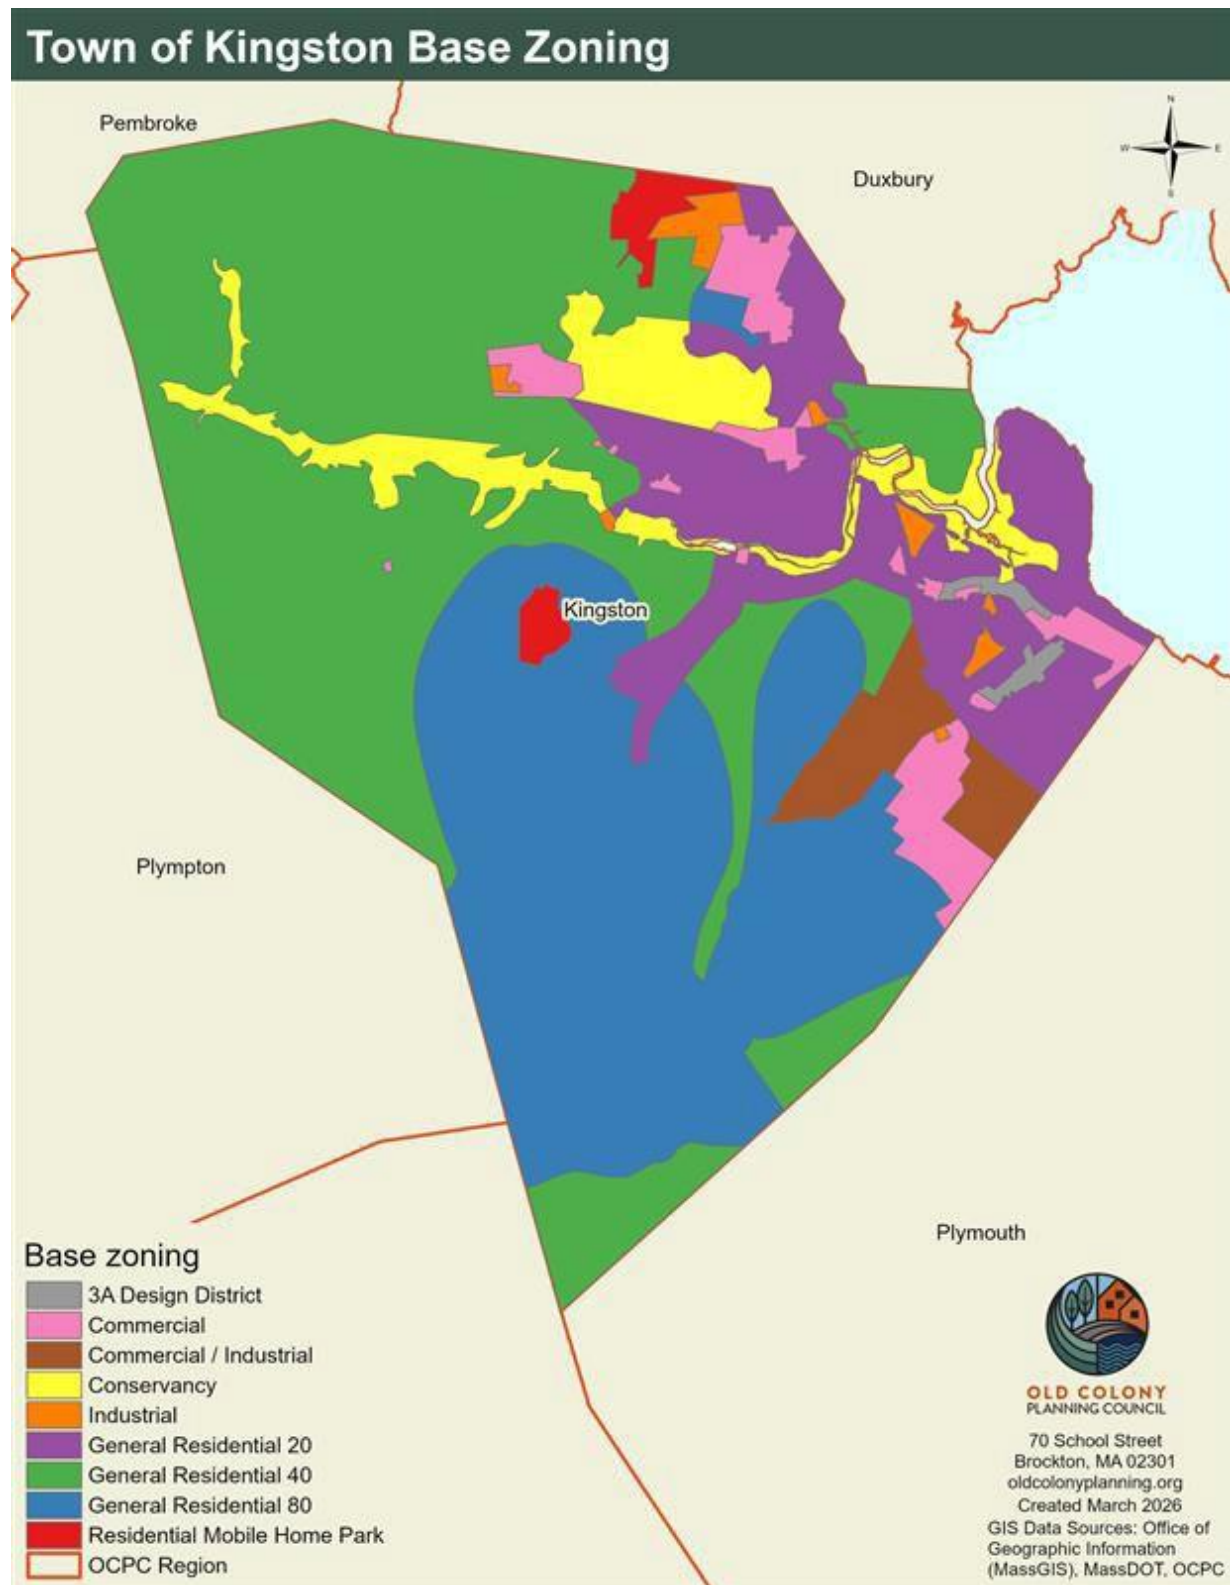 Town of Kingston Base Zoning
Pembroke
Duxbury
N
W
E
S
Kingston
Plympton
Plymouth
Base zoning
3A Design District
Commercial
Commercial / Industrial
Conservancy
Industrial
General Residential 20
General Residential 40
General Residential 80
Residential Mobile Home Park
OCPC Region
OLD COLONY
PLANNING COUNCIL
70 School Street
Brockton, MA 02301
oldcolonyplanning.org
Created March 2026
GIS Data Sources: Office of
Geographic Information
(MassGIS), MassDOT, OCPC